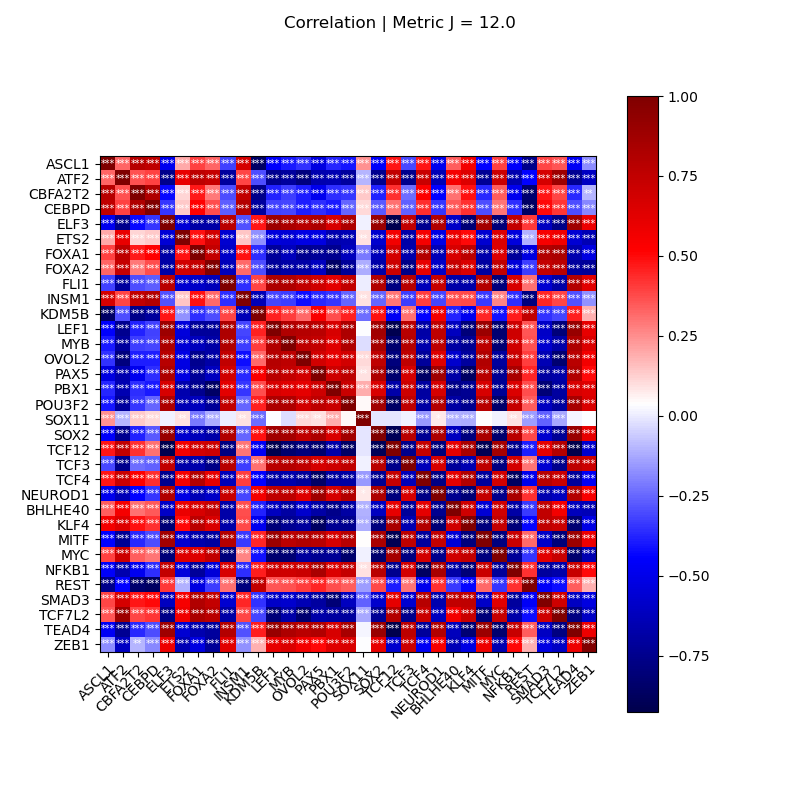 Correlation | Metric J = 12.0
ASCL1
ATF2
CBFA2T2
CEBPD
ELF3
ETS2
FOXA1
FOXA2
FLI1
INSM1
KDM5B
LEF1
MYB
OVOL2
PAX5
PBX1
POU3F2
SOX11
SOX2
TCF12
TCF3
TCF4
NEUROD1
BHLHE40
KLF4
MITF
MYC
NFKB1
REST
SMAD3
TCF7L2
TEAD4
ZEB1
ASCL1
ATF2
CBFA2T2
CEBPD
ELF3
ETS2
FOXA1
FOXA2
FLI1
INSM1
KDM5B
LEF1
MYB
OVOL2
PAX5
PBX1
POU3F2
SOX11
SOX2
TCF12
TCF3
TCF4
NEUROD1
BHLHE40
KLF4
MITF
MYC
NFKB1
REST
SMAD3
TCF7L2
TEAD4
ZEB1
1.00
0.75
0.50
0.25
0.00
−0.25
−0.50
−0.75